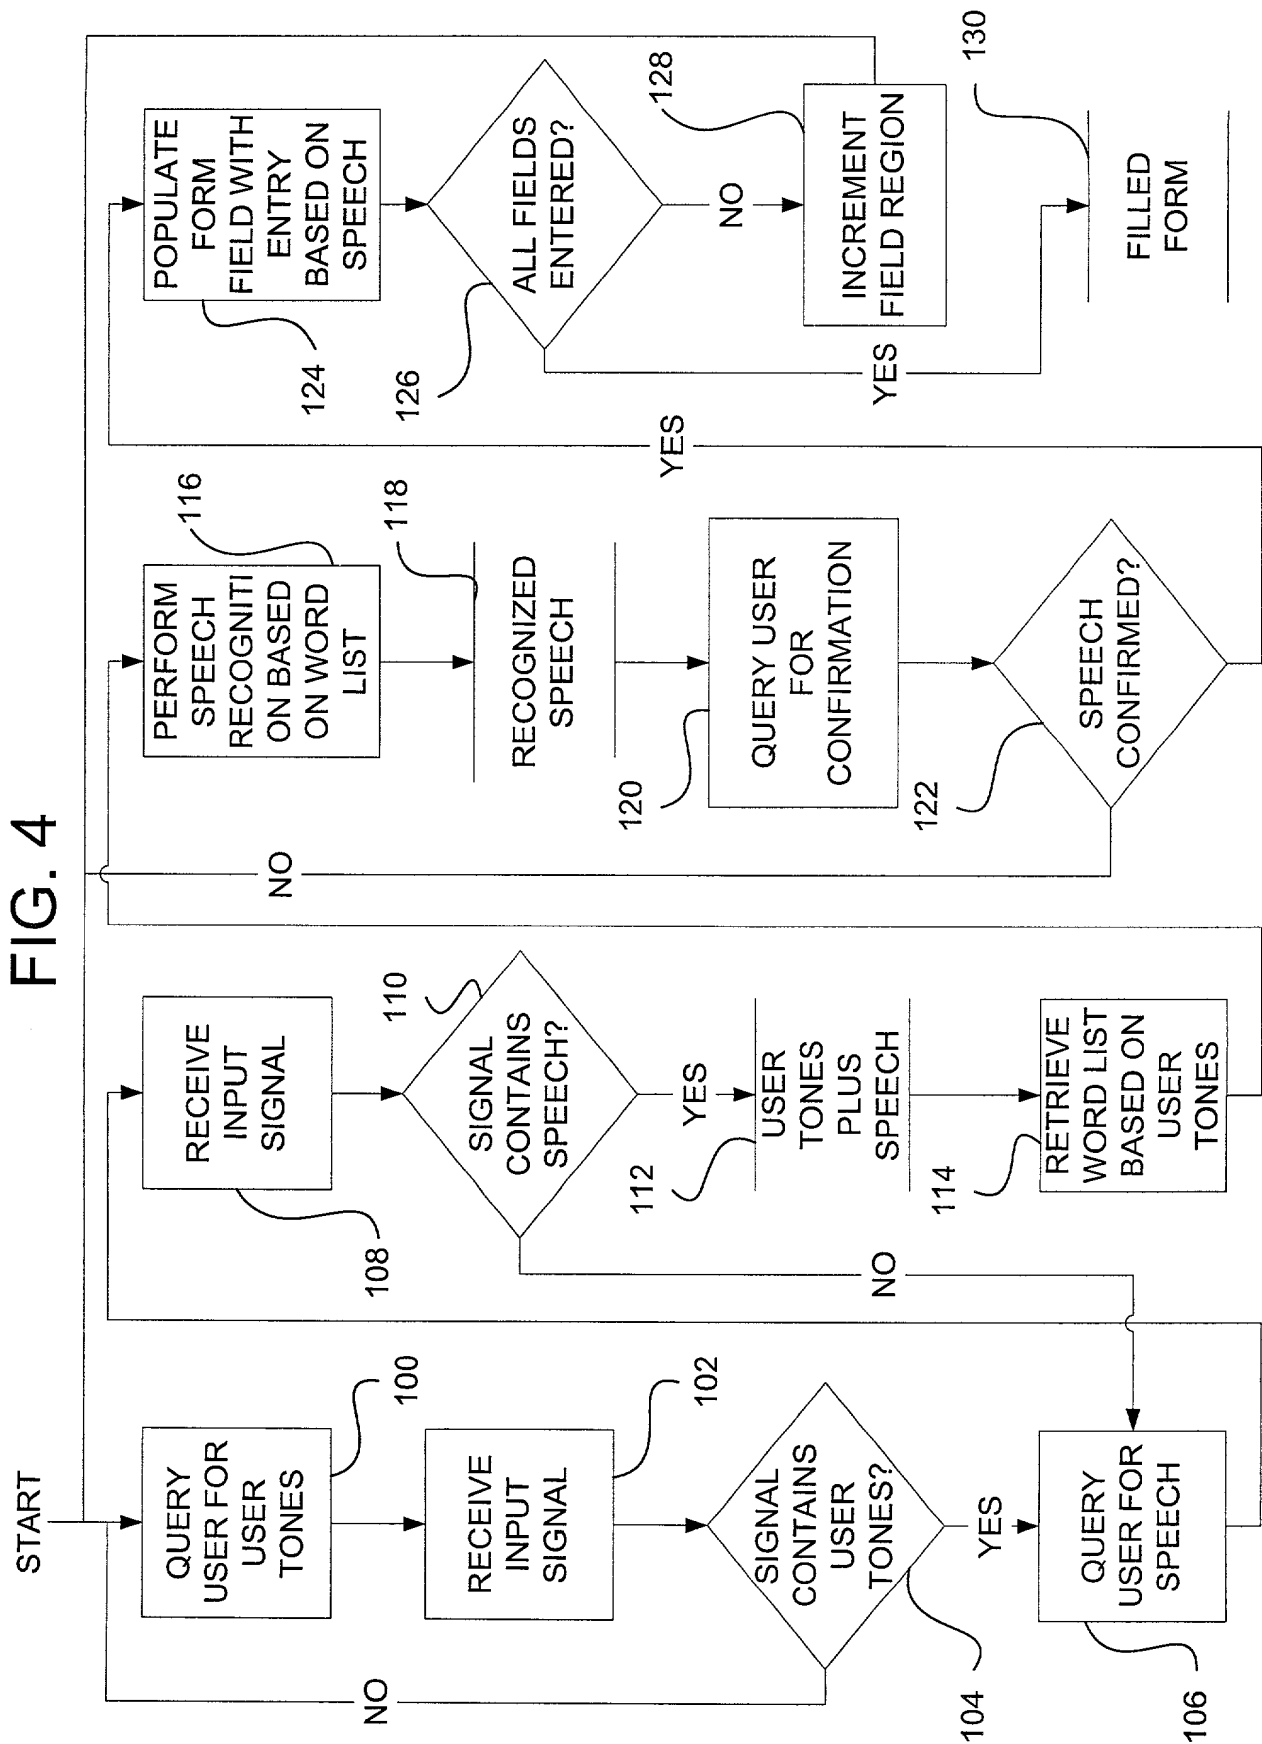 FIG. 4
START
QUERY
USER FOR
USER
TONES
100
RECEIVE
INPUT
SIGNAL
102
SIGNAL
CONTAINS
USER
TONES?
104
NO
YES
QUERY
USER FOR
SPEECH
106
RECEIVE
INPUT
SIGNAL
108
SIGNAL
CONTAINS
SPEECH?
110
NO
YES
USER
TONES
PLUS
SPEECH
112
RETRIEVE
WORD LIST
BASED ON
USER
TONES
114
PERFORM
SPEECH
RECOGNITI
ON BASED
ON WORD
LIST
116
RECOGNIZED
SPEECH
118
QUERY USER
FOR
CONFIRMATION
120
SPEECH
CONFIRMED?
122
NO
YES
POPULATE
FORM
FIELD WITH
ENTRY
BASED ON
SPEECH
124
ALL FIELDS
ENTERED?
126
NO
YES
INCREMENT
FIELD REGION
128
FILLED
FORM
130